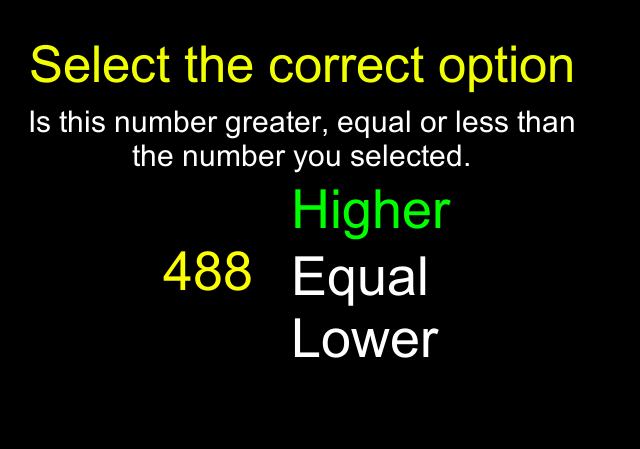 Select the correct option
Is this number greater, equal or less than
the number you selected.
Higher
488
Equal
Lower